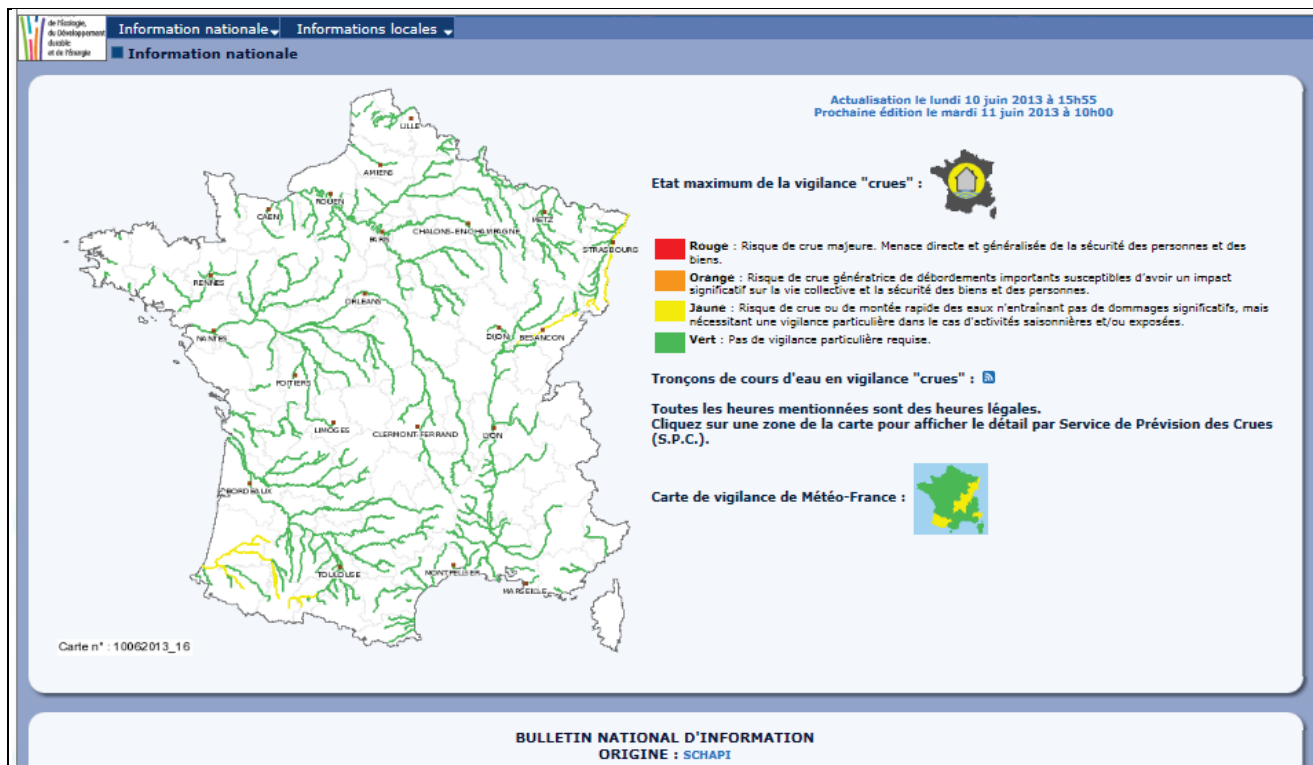 de l'Écologie,
du Développement
durable
et de l'Énergie
Information nationale
Informations locales
Information nationale
Actualisation le lundi 10 juin 2013 à 15h55
Prochaine édition le mardi 11 juin 2013 à 10h00
Etat maximum de la vigilance "crues" :
Rouge : Risque de crue majeure. Menace directe et généralisée de la sécurité des personnes et des
biens.
Orange : Risque de crue génératrice de débordements importants susceptibles d'avoir un impact
significatif sur la vie collective et la sécurité des biens et des personnes.
Jaune : Risque de crue ou de montée rapide des eaux n'entraînant pas de dommages significatifs, mais
nécessitant une vigilance particulière dans le cas d'activités saisonnières et/ou exposées.
Vert : Pas de vigilance particulière requise.
Tronçons de cours d'eau en vigilance "crues" :
Toutes les heures mentionnées sont des heures légales.
Cliquez sur une zone de la carte pour afficher le détail par Service de Prévision des Crues
(S.P.C.).
Carte de vigilance de Météo-France :
LILLE
AMIENS
ROUEN
CAEN
METZ
PARIS
CHALONS-EN-CHAMPAGNE
STRASBOURG
RENNES
ORLEANS
NANTES
DIJON
BESANCON
POITIERS
LIMOGES
CLERMONT-FERRAND
LYON
BORDEAUX
TOULOUSE
MONTPELLIER
MARSEILLE
Carte n° : 10062013_16
BULLETIN NATIONAL D'INFORMATION
ORIGINE : SCHAPI